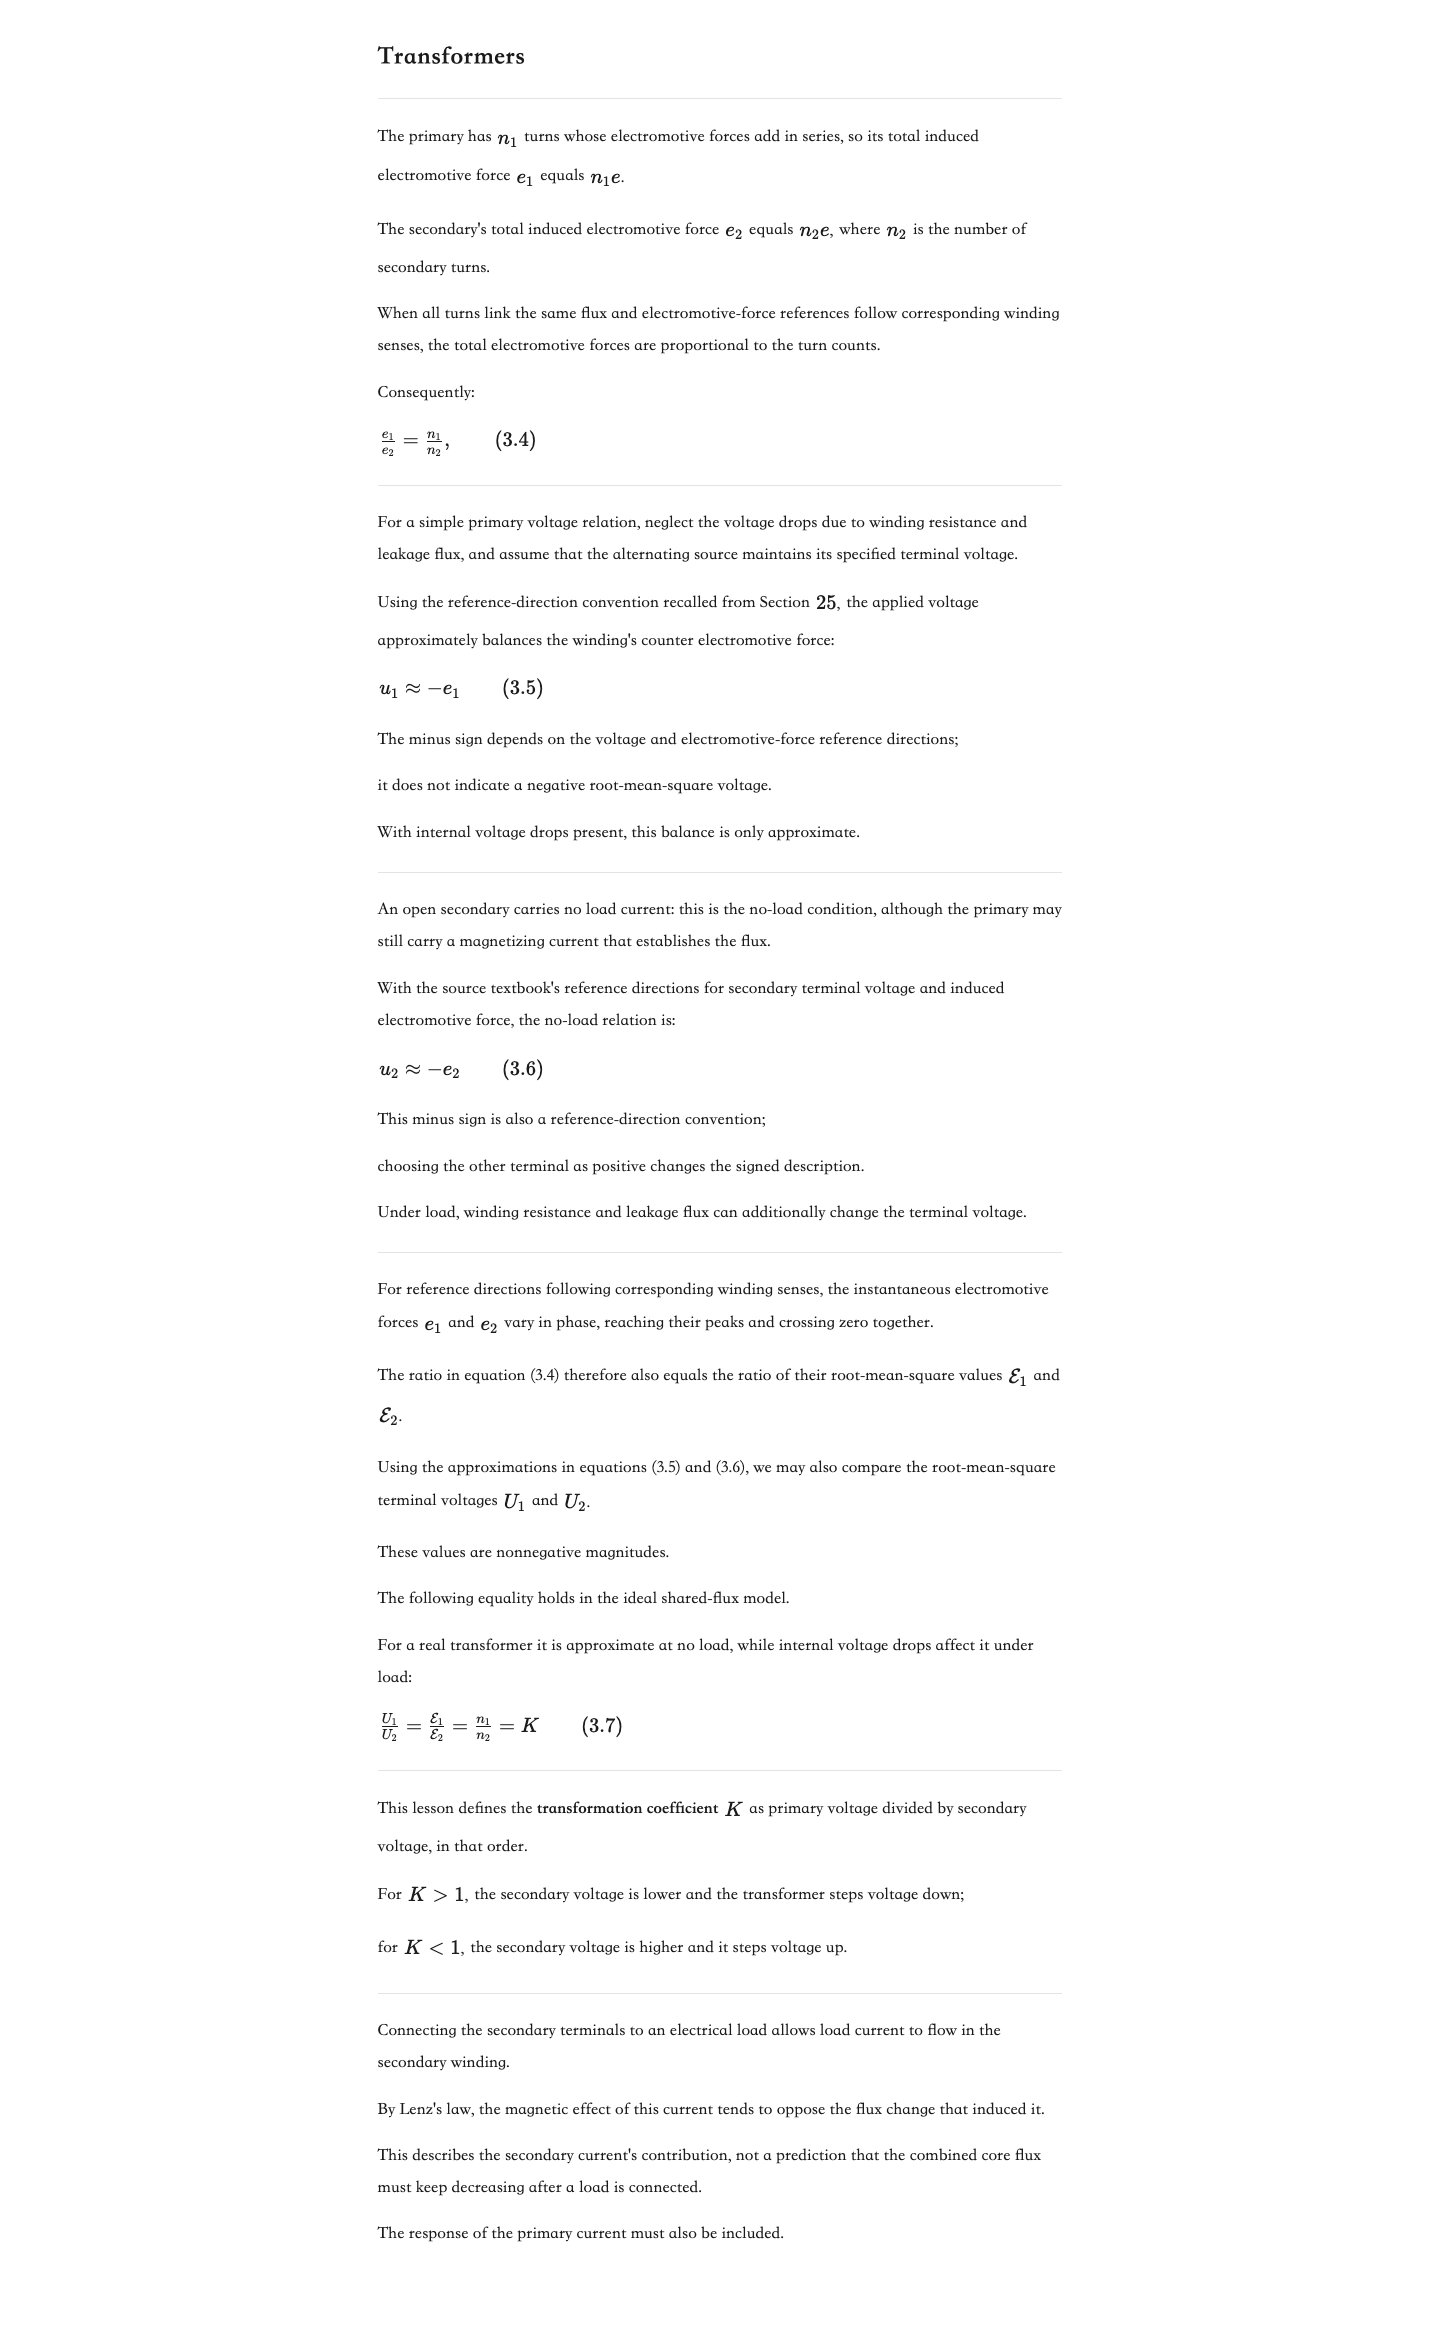 Transformers
The primary has n₁ turns whose electromotive forces add in series, so its total induced
electromotive force e₁ equals n₁e.
The secondary's total induced electromotive force e₂ equals n₂e, where n₂ is the number of
secondary turns.
When all turns link the same flux and electromotive-force references follow corresponding winding
senses, the total electromotive forces are proportional to the turn counts.
Consequently:
e₁/e₂ = n₁/n₂, (3.4)
For a simple primary voltage relation, neglect the voltage drops due to winding resistance and
leakage flux, and assume that the alternating source maintains its specified terminal voltage.
Using the reference-direction convention recalled from Section 25, the applied voltage
approximately balances the winding's counter electromotive force:
u₁ ≈ −e₁ (3.5)
The minus sign depends on the voltage and electromotive-force reference directions;
it does not indicate a negative root-mean-square voltage.
With internal voltage drops present, this balance is only approximate.
An open secondary carries no load current: this is the no-load condition, although the primary may
still carry a magnetizing current that establishes the flux.
With the source textbook's reference directions for secondary terminal voltage and induced
electromotive force, the no-load relation is:
u₂ ≈ −e₂ (3.6)
This minus sign is also a reference-direction convention;
choosing the other terminal as positive changes the signed description.
Under load, winding resistance and leakage flux can additionally change the terminal voltage.
For reference directions following corresponding winding senses, the instantaneous electromotive
forces e₁ and e₂ vary in phase, reaching their peaks and crossing zero together.
The ratio in equation (3.4) therefore also equals the ratio of their root-mean-square values ℰ₁ and
ℰ₂.
Using the approximations in equations (3.5) and (3.6), we may also compare the root-mean-square
terminal voltages U₁ and U₂.
These values are nonnegative magnitudes.
The following equality holds in the ideal shared-flux model.
For a real transformer it is approximate at no load, while internal voltage drops affect it under
load:
U₁/U₂ = ℰ₁/ℰ₂ = n₁/n₂ = K (3.7)
This lesson defines the transformation coefficient K as primary voltage divided by secondary
voltage, in that order.
For K > 1, the secondary voltage is lower and the transformer steps voltage down;
for K < 1, the secondary voltage is higher and it steps voltage up.
Connecting the secondary terminals to an electrical load allows load current to flow in the
secondary winding.
By Lenz's law, the magnetic effect of this current tends to oppose the flux change that induced it.
This describes the secondary current's contribution, not a prediction that the combined core flux
must keep decreasing after a load is connected.
The response of the primary current must also be included.